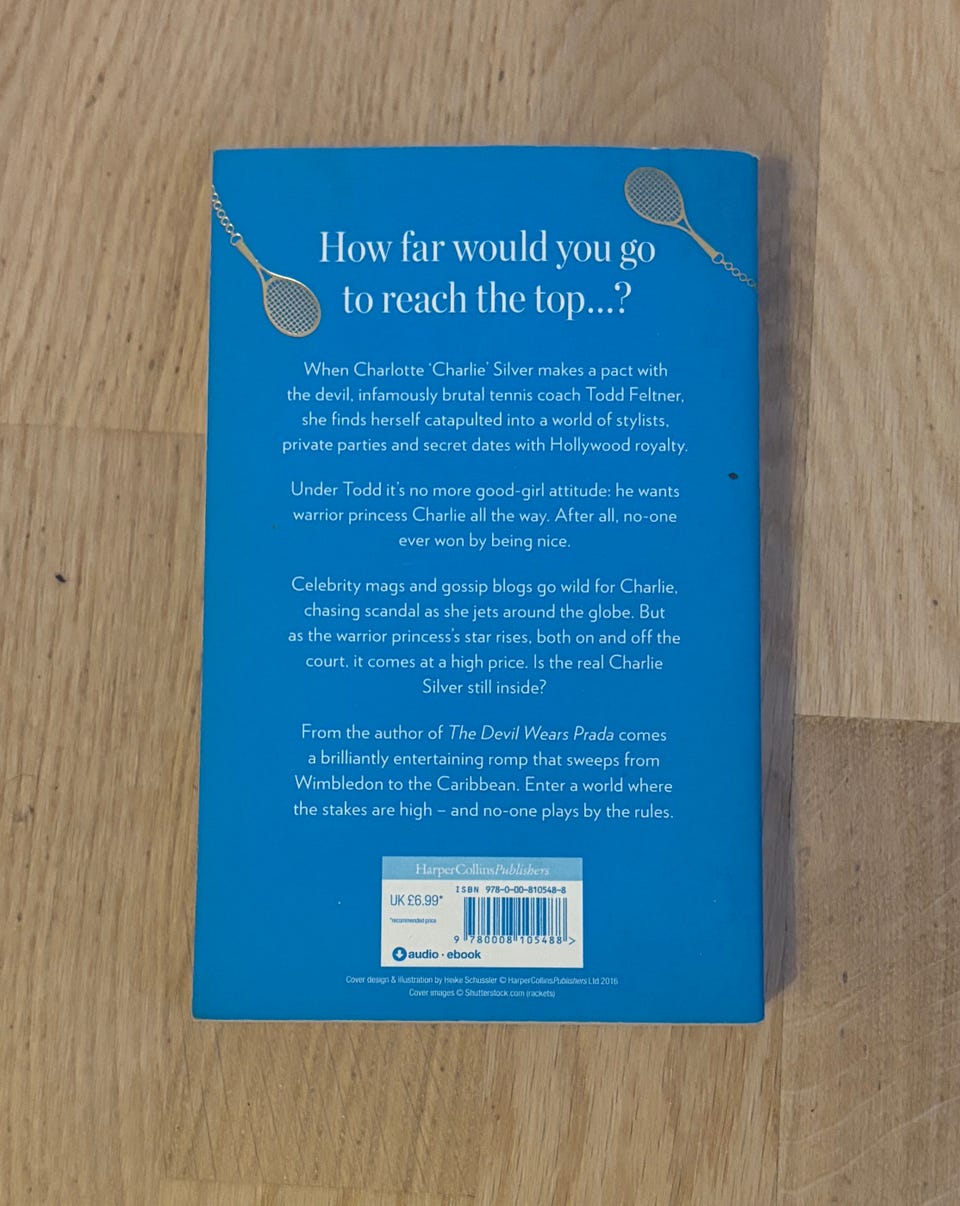 How far would you go
to reach the top...?
When Charlotte ‘Charlie’ Silver makes a pact with
the devil, infamously brutal tennis coach Todd Feltner,
she finds herself catapulted into a world of stylists,
private parties and secret dates with Hollywood royalty.
Under Todd it’s no more good-girl attitude: he wants
warrior princess Charlie all the way. After all, no-one
ever won by being nice.
Celebrity mags and gossip blogs go wild for Charlie,
chasing scandal as she jets around the globe. But
as the warrior princess’s star rises, both on and off the
court, it comes at a high price. Is the real Charlie
Silver still inside?
From the author of The Devil Wears Prada comes
a brilliantly entertaining romp that sweeps from
Wimbledon to the Caribbean. Enter a world where
the stakes are high – and no-one plays by the rules.
HarperCollinsPublishers
ISBN 978-0-00-810548-8
UK £6.99*
*recommended price
9 780008 105488 >
audio · ebook
Cover design & illustration by Heike Schussler © HarperCollinsPublishers Ltd 2016
Cover images © Shutterstock.com (rackets)